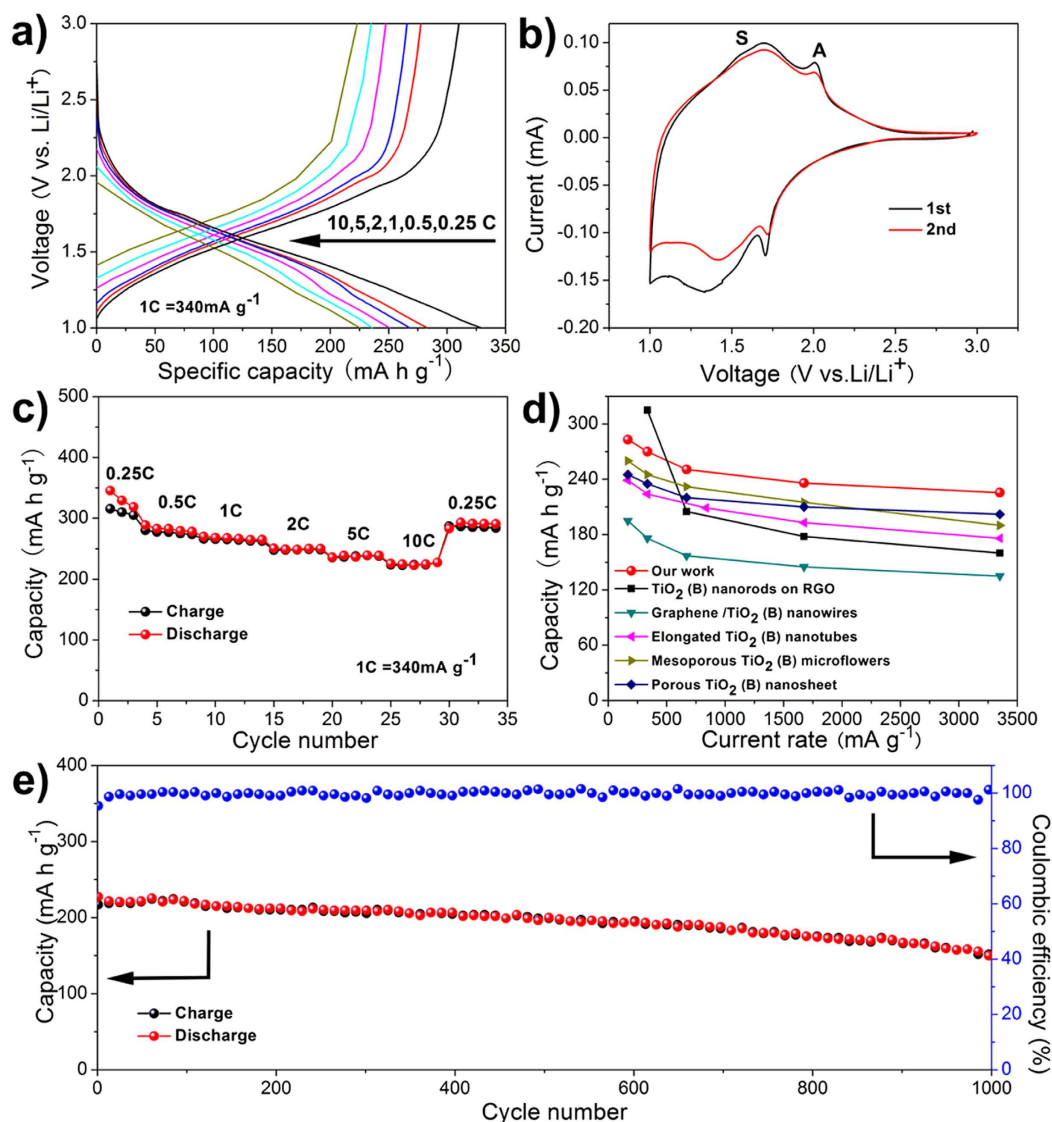 a)
3.0
2.5
2.0
1.5
1.0
Voltage (V vs. Li/Li⁺)
10,5,2,1,0.5,0.25 C
1C =340mA g⁻¹
0 50 100 150 200 250 300 350
Specific capacity (mA h g⁻¹)
b)
S
A
0.10
0.05
0.00
-0.05
-0.10
-0.15
-0.20
Current (mA)
1st
2nd
1.0 1.5 2.0 2.5 3.0
Voltage (V vs.Li/Li⁺)
c)
500
400
300
200
100
0
Capacity (mA h g⁻¹)
0.25C
0.5C
1C
2C
5C
10C
0.25C
Charge
Discharge
1C =340mA g⁻¹
0 5 10 15 20 25 30 35
Cycle number
d)
300
240
180
120
60
0
Capacity (mA h g⁻¹)
Our work
TiO₂ (B) nanorods on RGO
Graphene /TiO₂ (B) nanowires
Elongated TiO₂ (B) nanotubes
Mesoporous TiO₂ (B) microflowers
Porous TiO₂ (B) nanosheet
0 500 1000 1500 2000 2500 3000 3500
Current rate (mA g⁻¹)
e)
400
300
200
100
0
Capacity (mA h g⁻¹)
Charge
Discharge
100
80
60
40
20
0
Coulombic efficiency (%)
0 200 400 600 800 1000
Cycle number